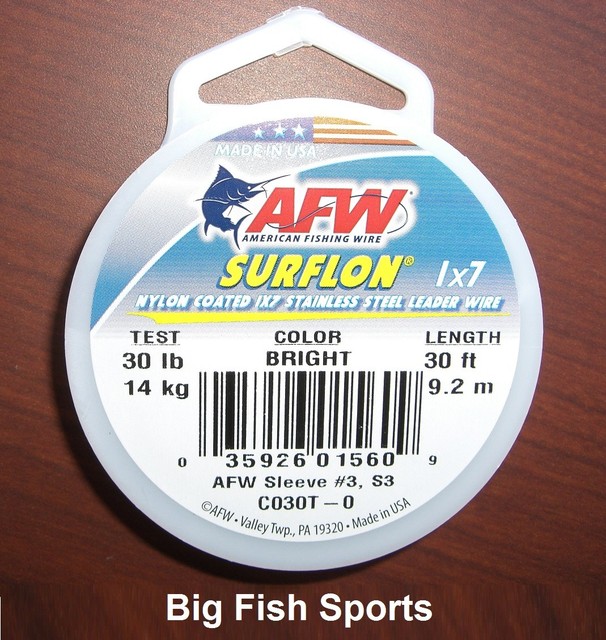 MADE IN USA
AFW
AMERICAN FISHING WIRE
SURFLON® 1x7
NYLON COATED 1X7 STAINLESS STEEL LEADER WIRE
TEST COLOR LENGTH
30 lb BRIGHT 30 ft
14 kg 9.2 m
0 35926 01560 9
AFW Sleeve #3, S3
C030T – 0
©AFW • Valley Twp., PA 19320 • Made in USA
Big Fish Sports